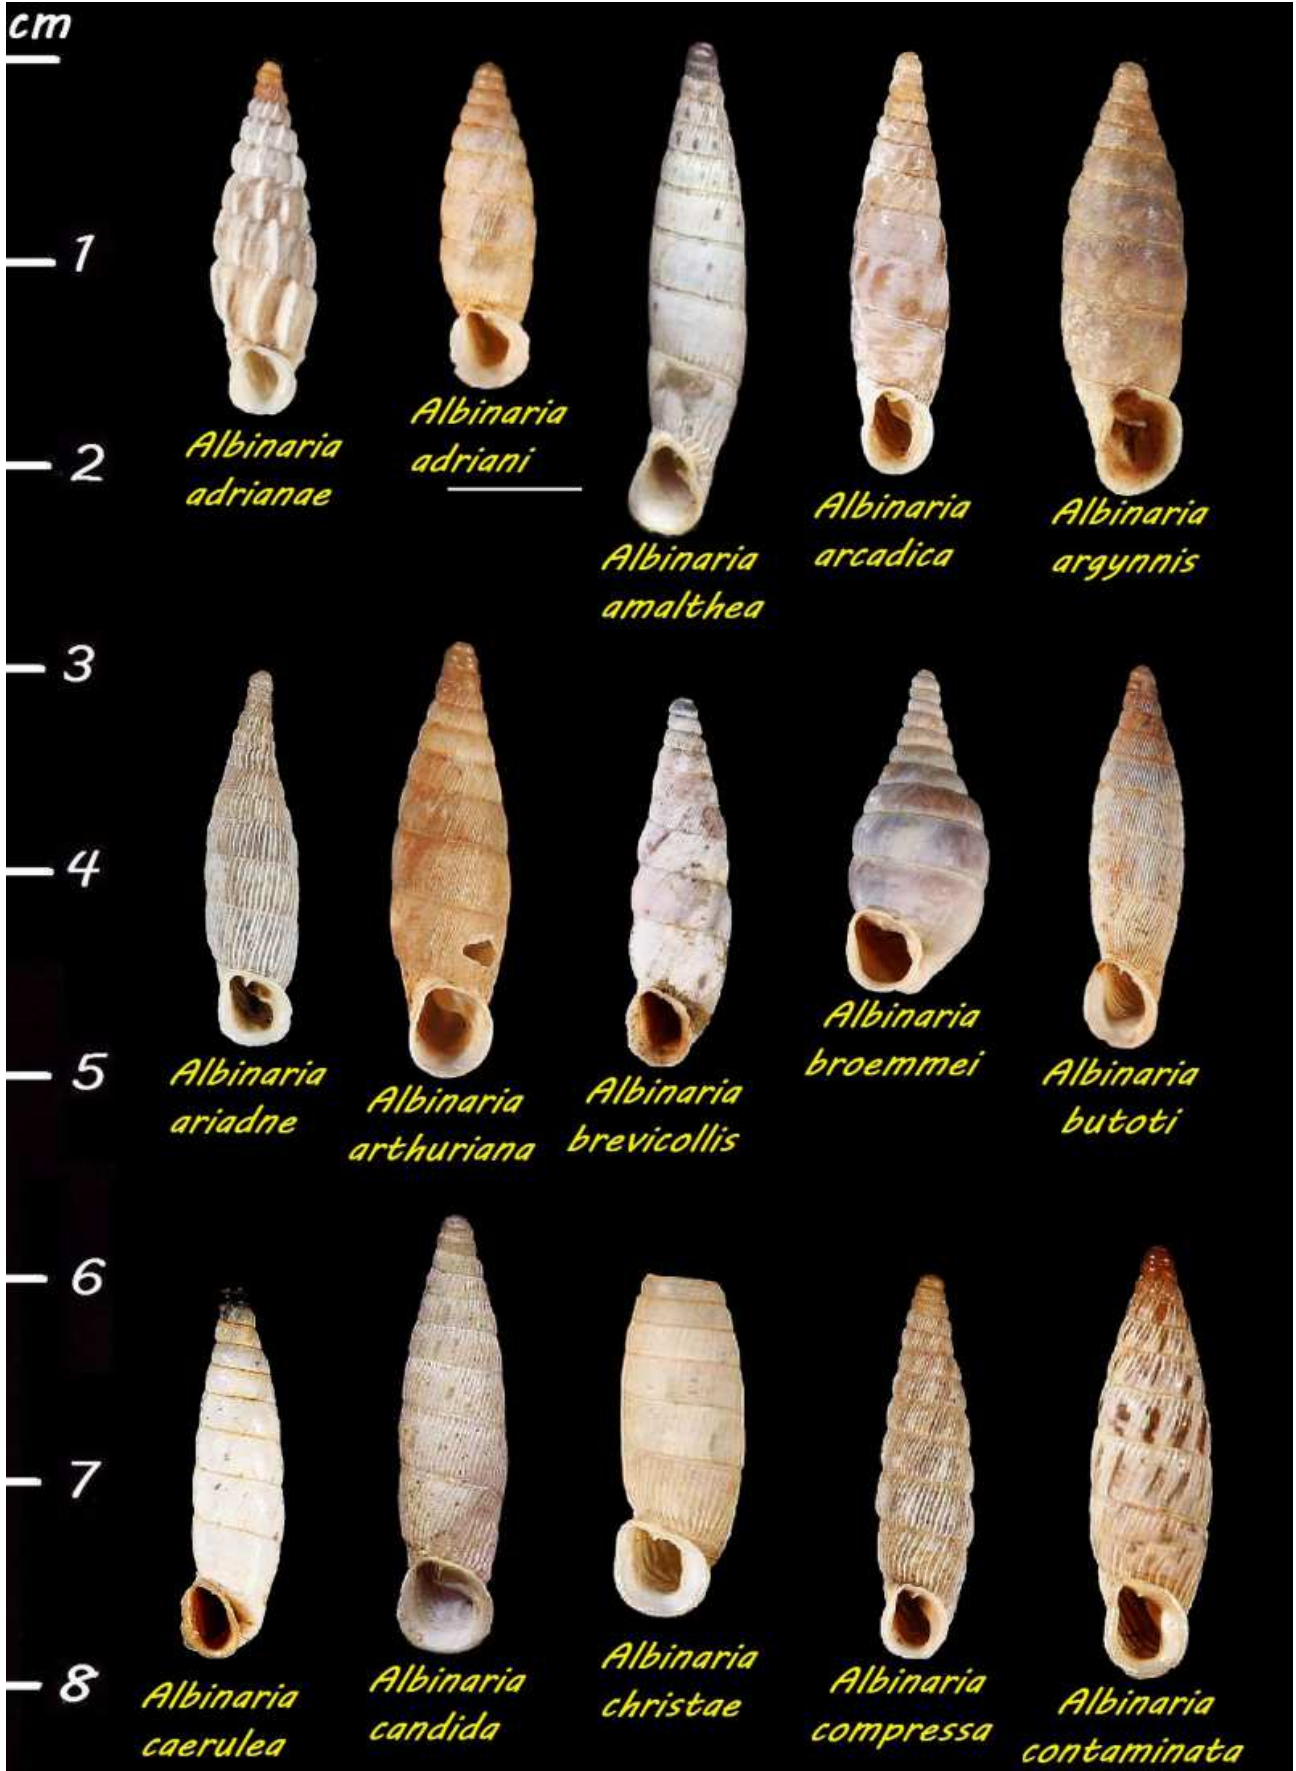 cm
1
2
3
4
5
6
7
8
Albinaria
adrianae
Albinaria
adriani
Albinaria
amalthea
Albinaria
arcadica
Albinaria
argynnis
Albinaria
ariadne
Albinaria
arthuriana
Albinaria
brevicollis
Albinaria
broemmei
Albinaria
butoti
Albinaria
caerulea
Albinaria
candida
Albinaria
christae
Albinaria
compressa
Albinaria
contaminata